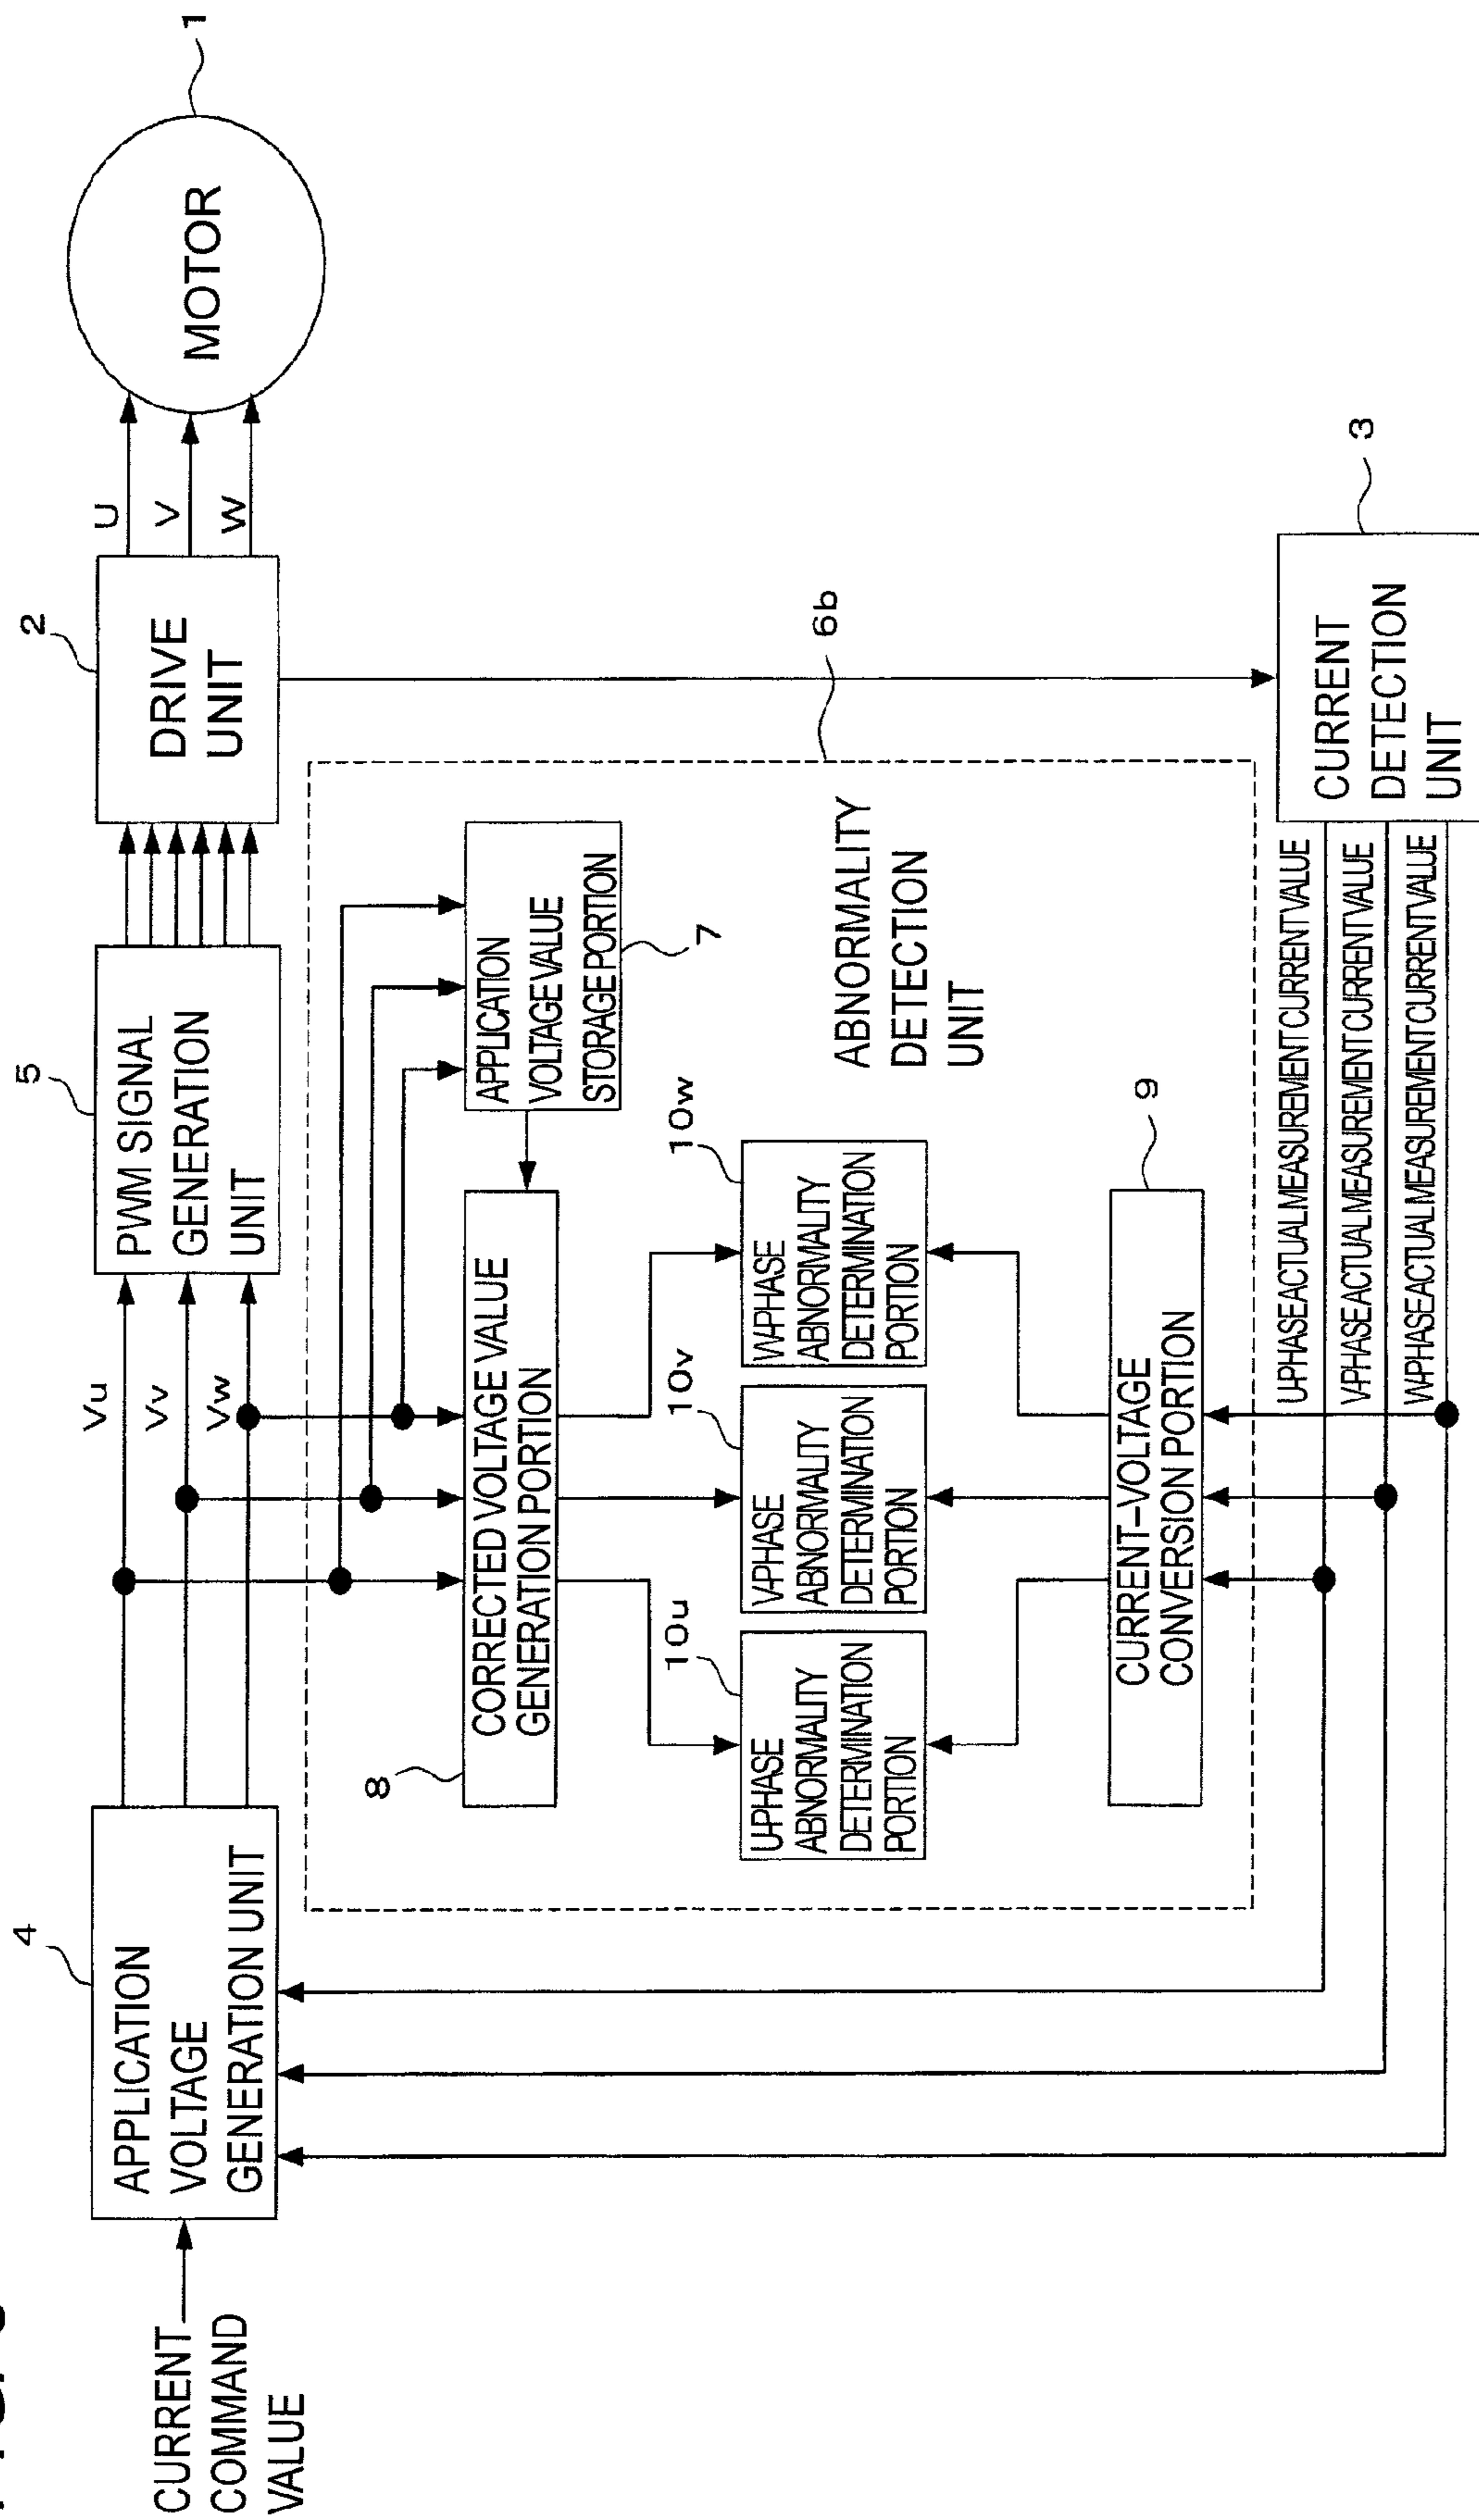 1
MOTOR
U
V
W
2
DRIVE
UNIT
5
PWM SIGNAL
GENERATION
UNIT
Vu
Vv
Vw
4
APPLICATION
VOLTAGE
GENERATION UNIT
CURRENT
COMMAND
VALUE
6b
ABNORMALITY
DETECTION
UNIT
APPLICATION
VOLTAGE VALUE
STORAGE PORTION
7
8
CORRECTED VOLTAGE VALUE
GENERATION PORTION
10u
U-PHASE
ABNORMALITY
DETERMINATION
PORTION
10v
V-PHASE
ABNORMALITY
DETERMINATION
PORTION
10w
W-PHASE
ABNORMALITY
DETERMINATION
PORTION
9
CURRENT-VOLTAGE
CONVERSION PORTION
3
CURRENT
DETECTION
UNIT
U-PHASE ACTUAL MEASUREMENT CURRENT VALUE
V-PHASE ACTUAL MEASUREMENT CURRENT VALUE
W-PHASE ACTUAL MEASUREMENT CURRENT VALUE